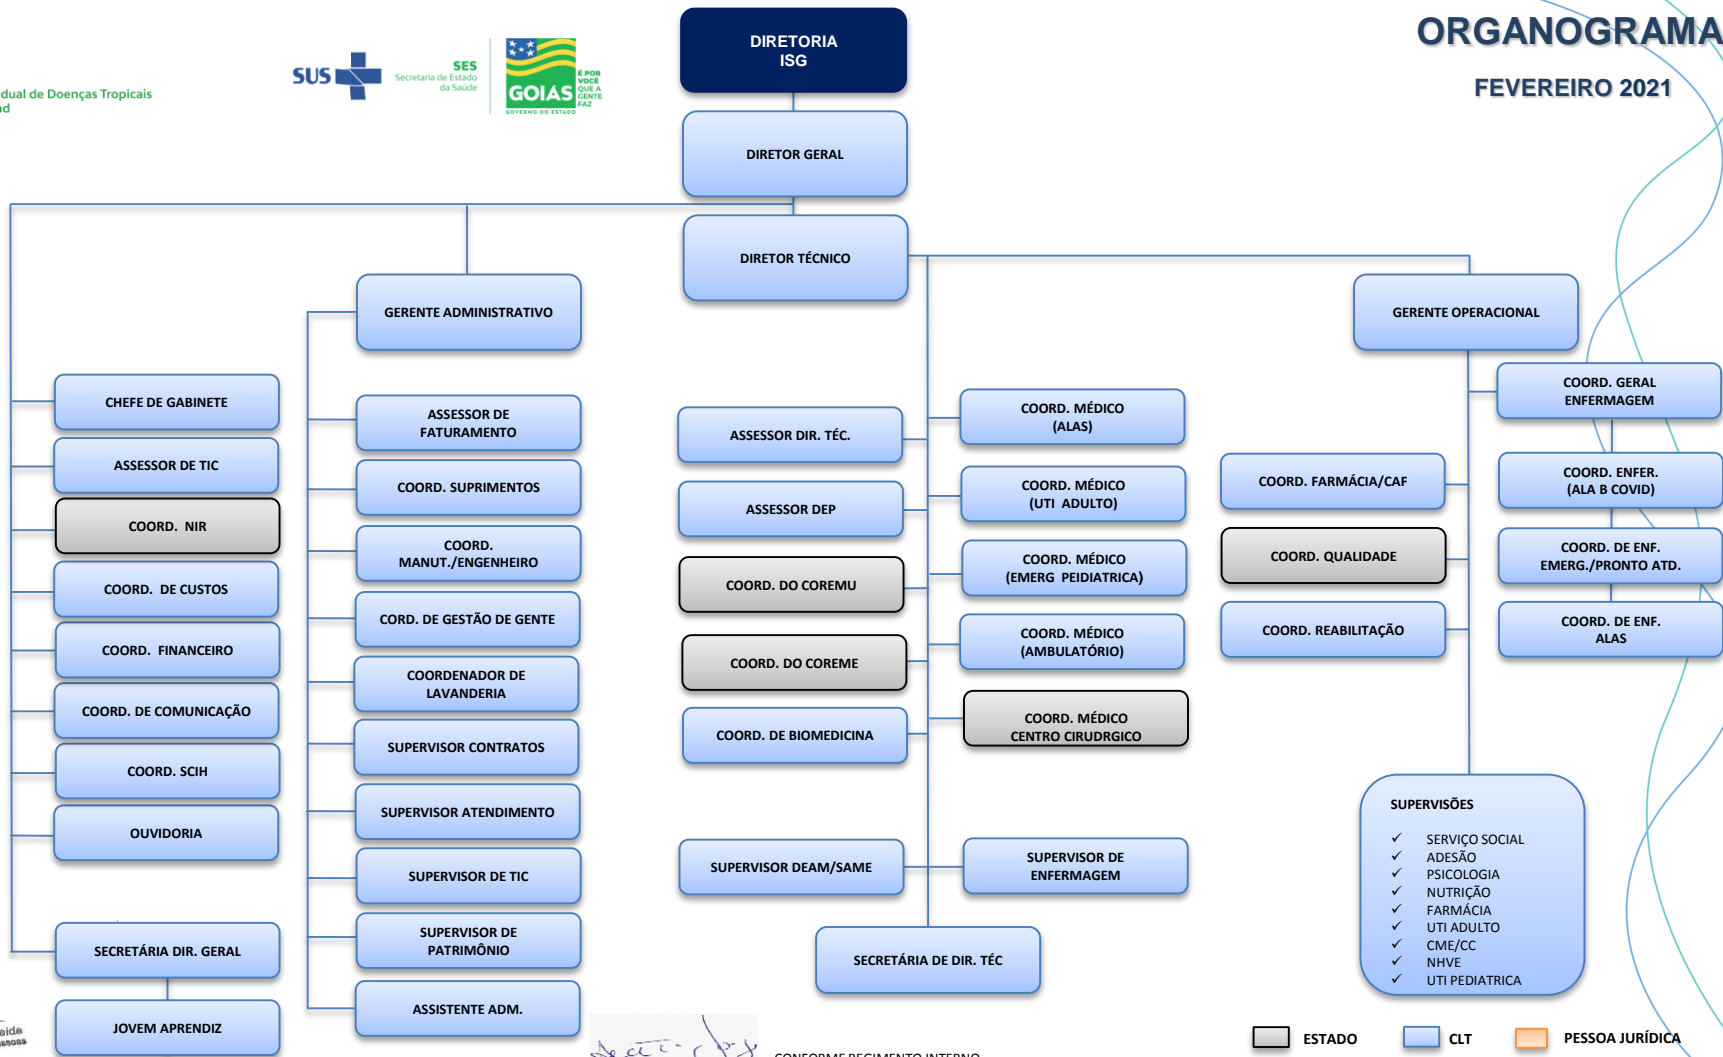 ORGANOGRAMA
FEVEREIRO 2021
dual de Doenças Tropicais
ad
SUS
SES
Secretaria de Estado
da Saúde
GOIÁS
GOVERNO DO ESTADO
É POR
VOCÊ
QUE A
GENTE
FAZ
DIRETORIA
ISG
DIRETOR GERAL
DIRETOR TÉCNICO
GERENTE ADMINISTRATIVO
GERENTE OPERACIONAL
CHEFE DE GABINETE
ASSESSOR DE TIC
COORD. NIR
COORD. DE CUSTOS
COORD. FINANCEIRO
COORD. DE COMUNICAÇÃO
COORD. SCIH
OUVIDORIA
SECRETÁRIA DIR. GERAL
JOVEM APRENDIZ
ASSESSOR DE
FATURAMENTO
COORD. SUPRIMENTOS
COORD.
MANUT./ENGENHEIRO
CORD. DE GESTÃO DE GENTE
COORDENADOR DE
LAVANDERIA
SUPERVISOR CONTRATOS
SUPERVISOR ATENDIMENTO
SUPERVISOR DE TIC
SUPERVISOR DE
PATRIMÔNIO
ASSISTENTE ADM.
ASSESSOR DIR. TÉC.
ASSESSOR DEP
COORD. DO COREMU
COORD. DO COREME
COORD. DE BIOMEDICINA
SUPERVISOR DEAM/SAME
COORD. MÉDICO
(ALAS)
COORD. MÉDICO
(UTI ADULTO)
COORD. MÉDICO
(EMERG PEIDIATRICA)
COORD. MÉDICO
(AMBULATÓRIO)
COORD. MÉDICO
CENTRO CIRUDRGICO
SUPERVISOR DE
ENFERMAGEM
SECRETÁRIA DE DIR. TÉC
COORD. FARMÁCIA/CAF
COORD. QUALIDADE
COORD. REABILITAÇÃO
COORD. GERAL
ENFERMAGEM
COORD. ENFER.
(ALA B COVID)
COORD. DE ENF.
EMERG./PRONTO ATD.
COORD. DE ENF.
ALAS
SUPERVISÕES
✓ SERVIÇO SOCIAL
✓ ADESÃO
✓ PSICOLOGIA
✓ NUTRIÇÃO
✓ FARMÁCIA
✓ UTI ADULTO
✓ CME/CC
✓ NHVE
✓ UTI PEDIATRICA
CONFORME REGIMENTO INTERNO
ESTADO
CLT
PESSOA JURÍDICA